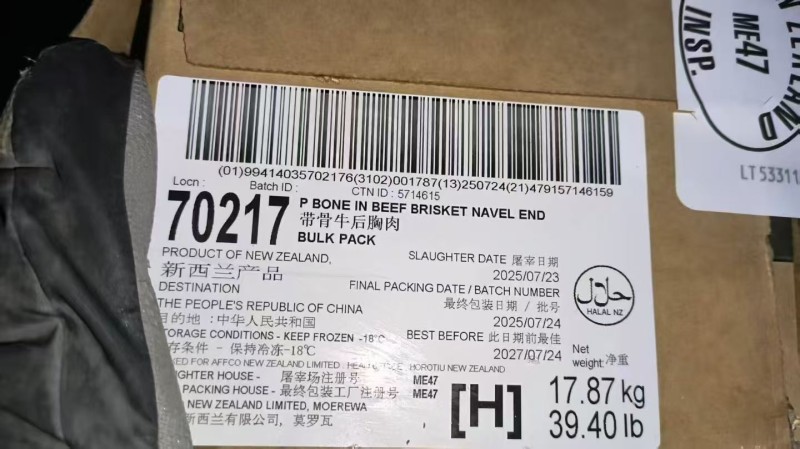 (01)99414035702176(3102)001787(13)250724(21)479157146159
Locn :
Batch ID :
CTN ID : 5714615
70217
P BONE IN BEEF BRISKET NAVEL END
带骨牛后胸肉
BULK PACK
PRODUCT OF NEW ZEALAND,
新西兰产品
SLAUGHTER DATE 屠宰日期
2025/07/23
DESTINATION
THE PEOPLE'S REPUBLIC OF CHINA
目的地 :中华人民共和国
FINAL PACKING DATE / BATCH NUMBER
最终包装日期 / 批号
2025/07/24
حلال
HALAL NZ
TORAGE CONDITIONS - KEEP FROZEN -18°C
存条件 - 保持冷冻-18℃
BEST BEFORE 此日期前最佳
2027/07/24
KED FOR AFFCO NEW ZEALAND LIMITED, HOROTIU NEW ZEALAND
GHTER HOUSE - 屠宰场注册号 ME47
PACKING HOUSE - 最终包装工厂注册号 ME47
NEW ZEALAND LIMITED, MOEREWA
新西兰有限公司, 莫罗瓦
[H]
Net weight 净重
17.87 kg
39.40 lb
ZEALAND
ME47
INSP.
LT53311